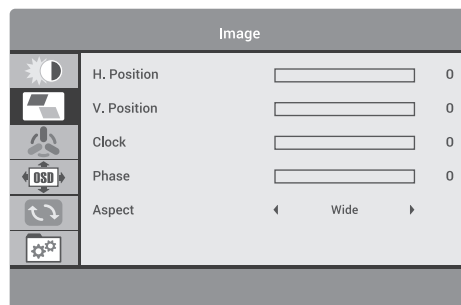 Image
H. Position 0
V. Position 0
Clock 0
Phase 0
OSD
Aspect Wide